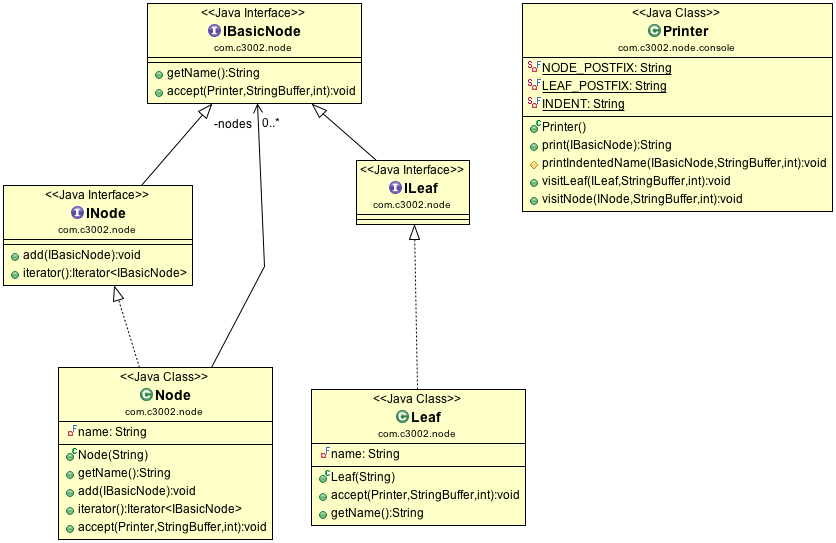 <<Java Interface>>
IBasicNode
com.c3002.node
getName():String
accept(Printer,StringBuffer,int):void
<<Java Class>>
Printer
com.c3002.node.console
NODE_POSTFIX: String
LEAF_POSTFIX: String
INDENT: String
Printer()
print(IBasicNode):String
printIndentedName(IBasicNode,StringBuffer,int):void
visitLeaf(ILeaf,StringBuffer,int):void
visitNode(INode,StringBuffer,int):void
-nodes 0..*
<<Java Interface>>
INode
com.c3002.node
add(IBasicNode):void
iterator():Iterator<IBasicNode>
<<Java Interface>>
ILeaf
com.c3002.node
<<Java Class>>
Node
com.c3002.node
name: String
Node(String)
getName():String
add(IBasicNode):void
iterator():Iterator<IBasicNode>
accept(Printer,StringBuffer,int):void
<<Java Class>>
Leaf
com.c3002.node
name: String
Leaf(String)
accept(Printer,StringBuffer,int):void
getName():String